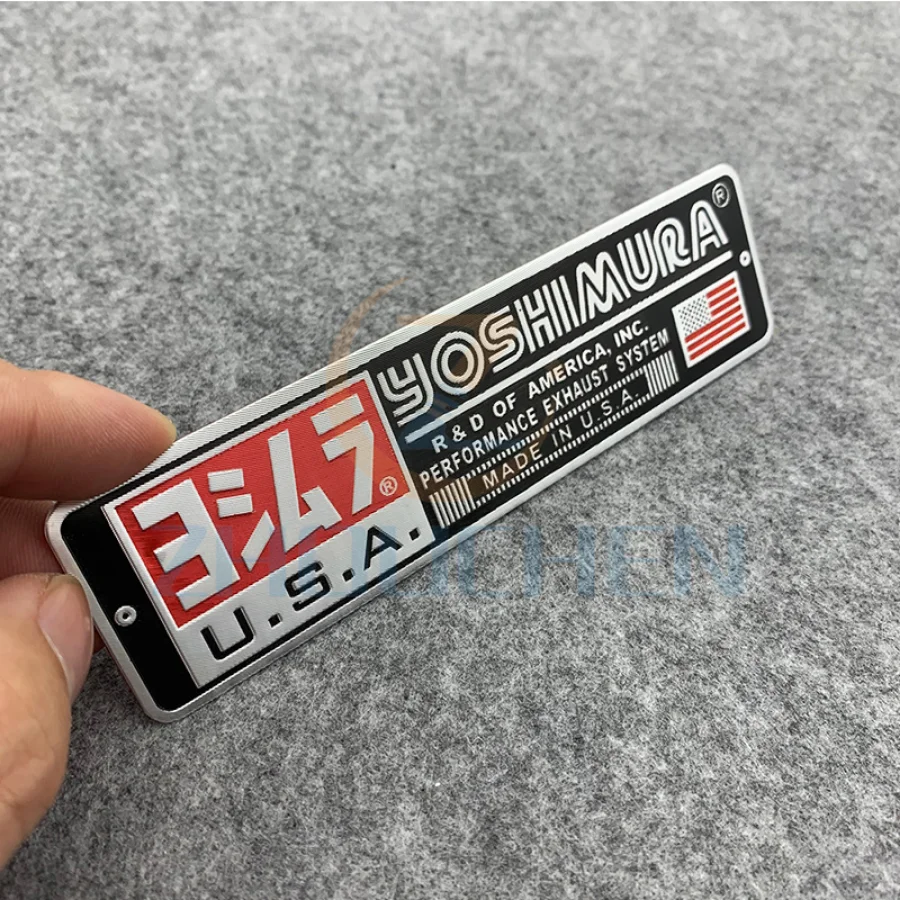 ヨシムラ®
U.S.A.
YOSHIMURA®
R & D OF AMERICA, INC.
PERFORMANCE EXHAUST SYSTEM
MADE IN U.S.A.